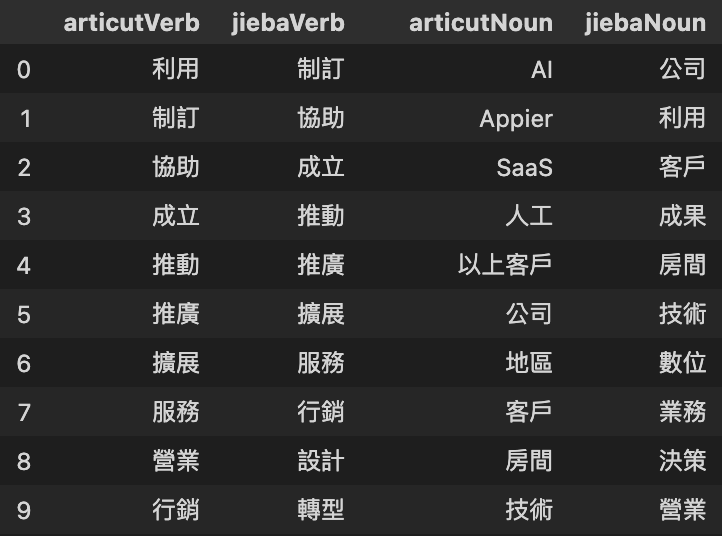 articutVerb jiebaVerb articutNoun jiebaNoun
0 利用 制訂 AI 公司
1 制訂 協助 Appier 利用
2 協助 成立 SaaS 客戶
3 成立 推動 人工 成果
4 推動 推廣 以上客戶 房間
5 推廣 擴展 公司 技術
6 擴展 服務 地區 數位
7 服務 行銷 客戶 業務
8 營業 設計 房間 決策
9 行銷 轉型 技術 營業